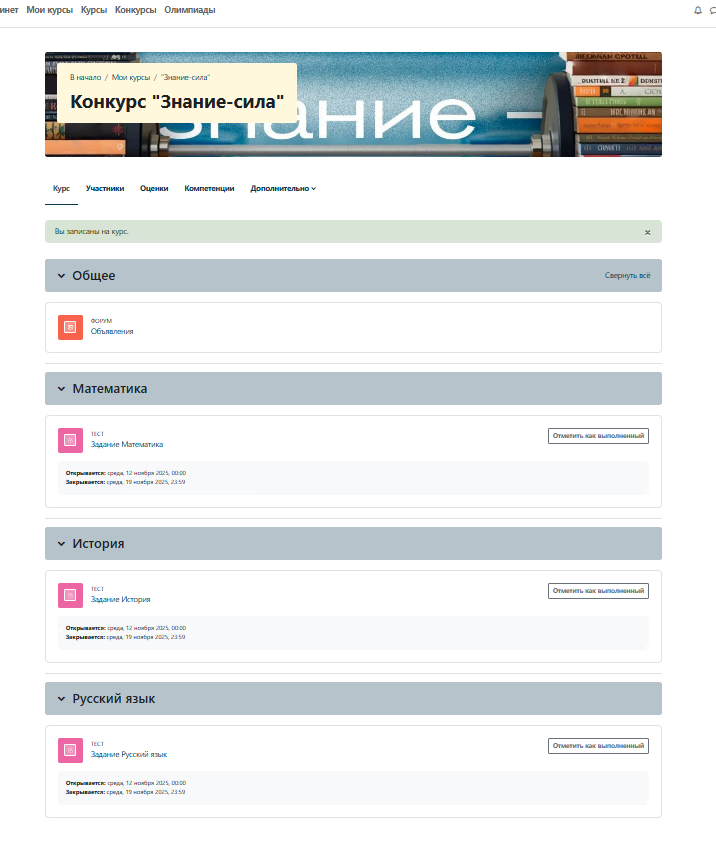 инет Мои курсы Курсы Конкурсы Олимпиады
В начало / Мои курсы / "Знание-сила"
Конкурс "Знание-сила"
знание –
Курс Участники Оценки Компетенции Дополнительно
Вы записаны на курс. ×
Общее Свернуть всё
ФОРУМ
Объявления
Математика
ТЕСТ
Задание Математика Отметить как выполненный
Открывается: среда, 12 ноября 2025, 00:00
Закрывается: среда, 19 ноября 2025, 23:59
История
ТЕСТ
Задание История Отметить как выполненный
Открывается: среда, 12 ноября 2025, 00:00
Закрывается: среда, 19 ноября 2025, 23:59
Русский язык
ТЕСТ
Задание Русский язык Отметить как выполненный
Открывается: среда, 12 ноября 2025, 00:00
Закрывается: среда, 19 ноября 2025, 23:59